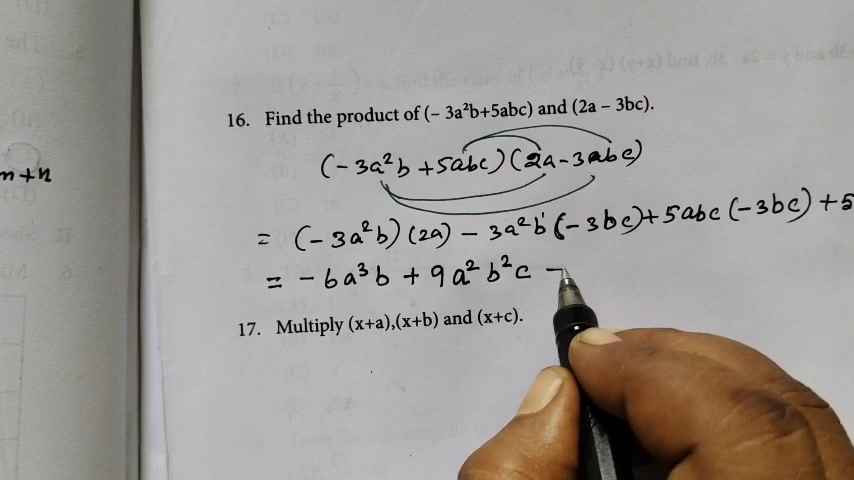 16. Find the product of (– 3a²b+5abc) and (2a – 3bc).
(-3a²b +5abc)(2a-3abc)
m+n
= (-3a²b)(2a) - 3a²b(-3bc)+5abc(-3bc)+5
= -6a³b + 9a²b²c -
17. Multiply (x+a),(x+b) and (x+c).